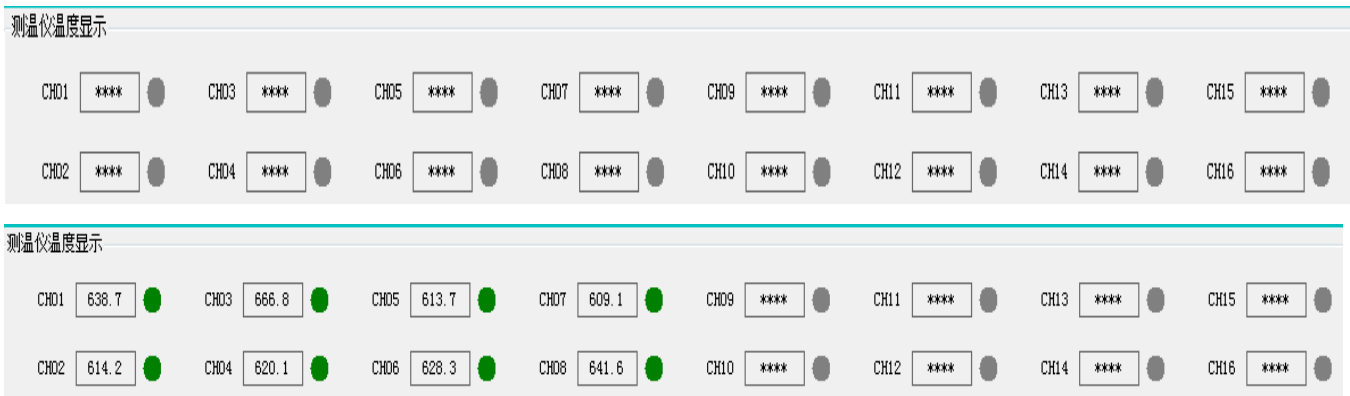 测温仪温度显示
CH01 **** CH03 **** CH05 **** CH07 **** CH09 **** CH11 **** CH13 **** CH15 ****
CH02 **** CH04 **** CH06 **** CH08 **** CH10 **** CH12 **** CH14 **** CH16 ****
测温仪温度显示
CH01 638.7 CH03 666.8 CH05 613.7 CH07 609.1 CH09 **** CH11 **** CH13 **** CH15 ****
CH02 614.2 CH04 620.1 CH06 628.3 CH08 641.6 CH10 **** CH12 **** CH14 **** CH16 ****